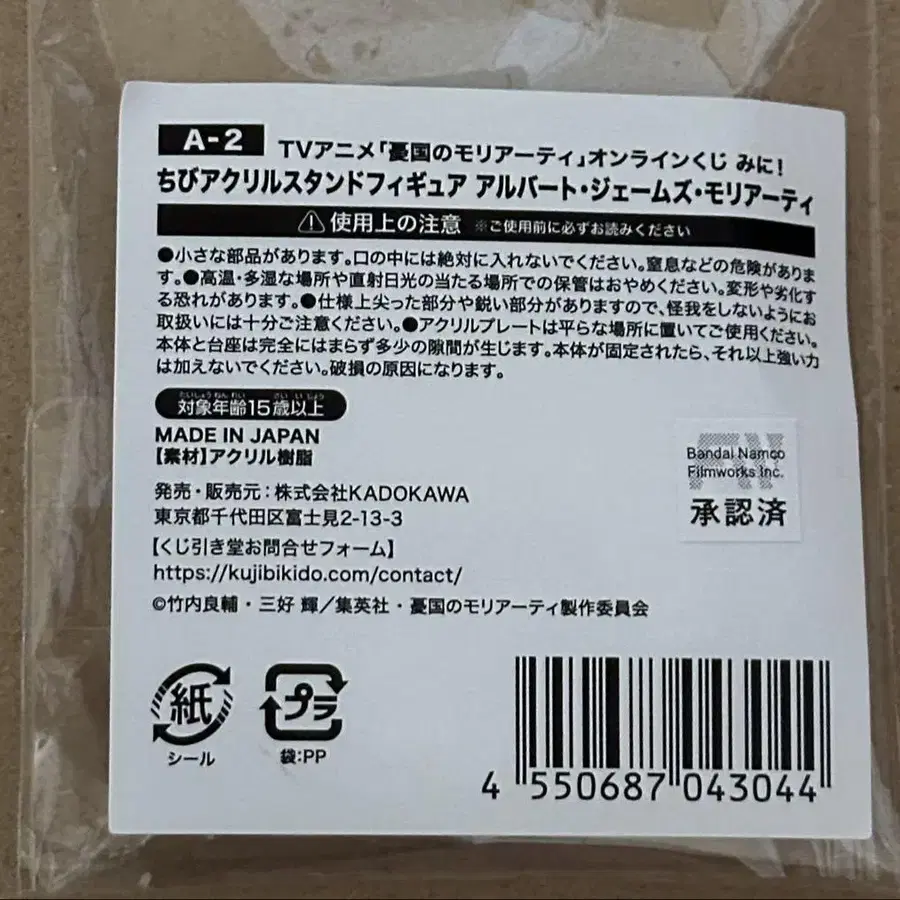 A-2
TVアニメ「憂国のモリアーティ」オンラインくじ みに!
ちびアクリルスタンドフィギュア アルバート・ジェームズ・モリアーティ
使用上の注意 ※ご使用前に必ずお読みください
●小さな部品があります。口の中には絶対に入れないでください。窒息などの危険がありま
す。●高温・多湿な場所や直射日光の当たる場所での保管はおやめください。変形や劣化す
る恐れがあります。●仕様上尖った部分や鋭い部分がありますので、怪我をしないようにお
取扱いには十分ご注意ください。●アクリルプレートは平らな場所に置いてご使用ください。
本体と台座は完全にはまらず多少の隙間が生じます。本体が固定されたら、それ以上強い力
は加えないでください。破損の原因になります。
たいしょうねんれい さい い じょう
対象年齢15歳以上
MADE IN JAPAN
【素材】アクリル樹脂
発売・販売元:株式会社KADOKAWA
東京都千代田区富士見2-13-3
【くじ引き堂お問合せフォーム】
https://kujibikido.com/contact/
©竹内良輔・三好 輝/集英社・憂国のモリアーティ製作委員会
Bandai Namco
Filmworks Inc.
承認済
紙
シール
プラ
袋:PP
4 550687 043044